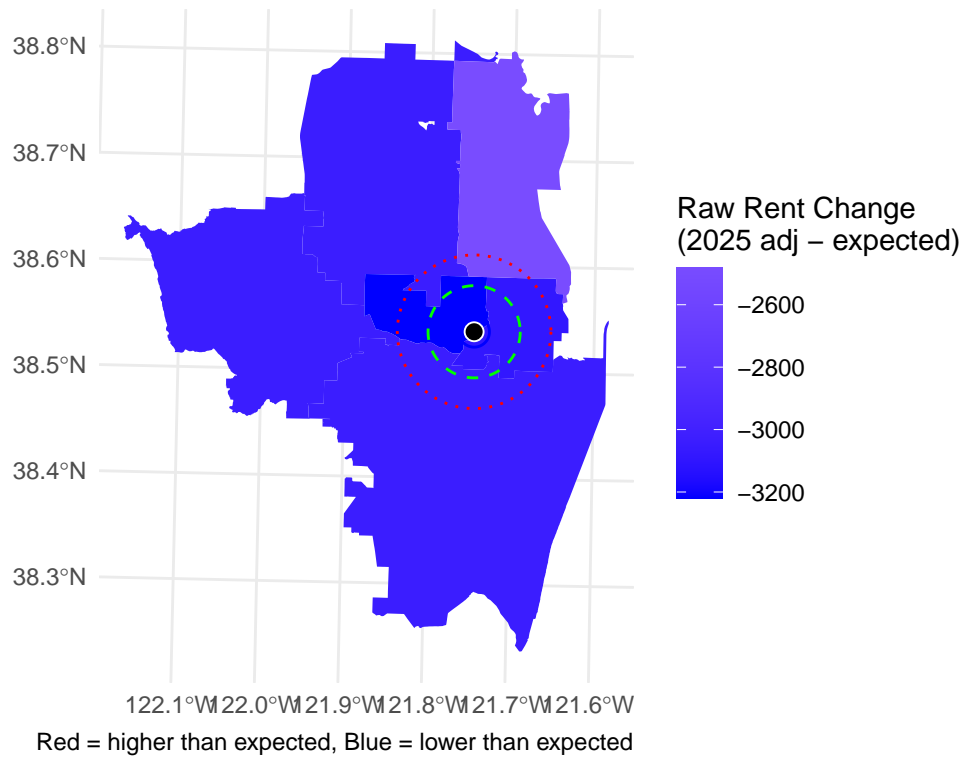 38.8°N
38.7°N
38.6°N
38.5°N
38.4°N
38.3°N
122.1°W 122.0°W 121.9°W 121.8°W 121.7°W 121.6°W
Raw Rent Change
(2025 adj − expected)
−2600
−2800
−3000
−3200
Red = higher than expected, Blue = lower than expected